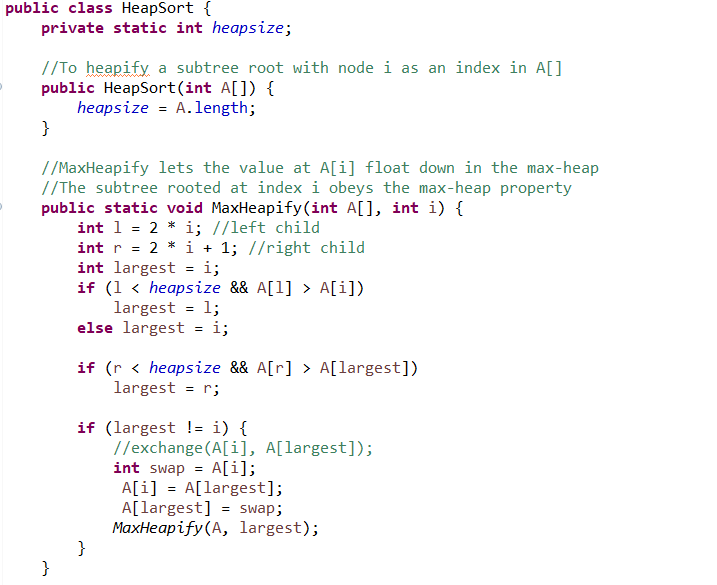 public class HeapSort {
    private static int heapsize;

    //To heapify a subtree root with node i as an index in A[]
    public HeapSort(int A[]) {
        heapsize = A.length;
    }

    //MaxHeapify lets the value at A[i] float down in the max-heap
    //The subtree rooted at index i obeys the max-heap property
    public static void MaxHeapify(int A[], int i) {
        int l = 2 * i; //left child
        int r = 2 * i + 1; //right child
        int largest = i;
        if (l < heapsize && A[l] > A[i])
            largest = l;
        else largest = i;

        if (r < heapsize && A[r] > A[largest])
            largest = r;

        if (largest != i) {
            //exchange(A[i], A[largest]);
            int swap = A[i];
             A[i] = A[largest];
             A[largest] = swap;
            MaxHeapify(A, largest);
        }
    }